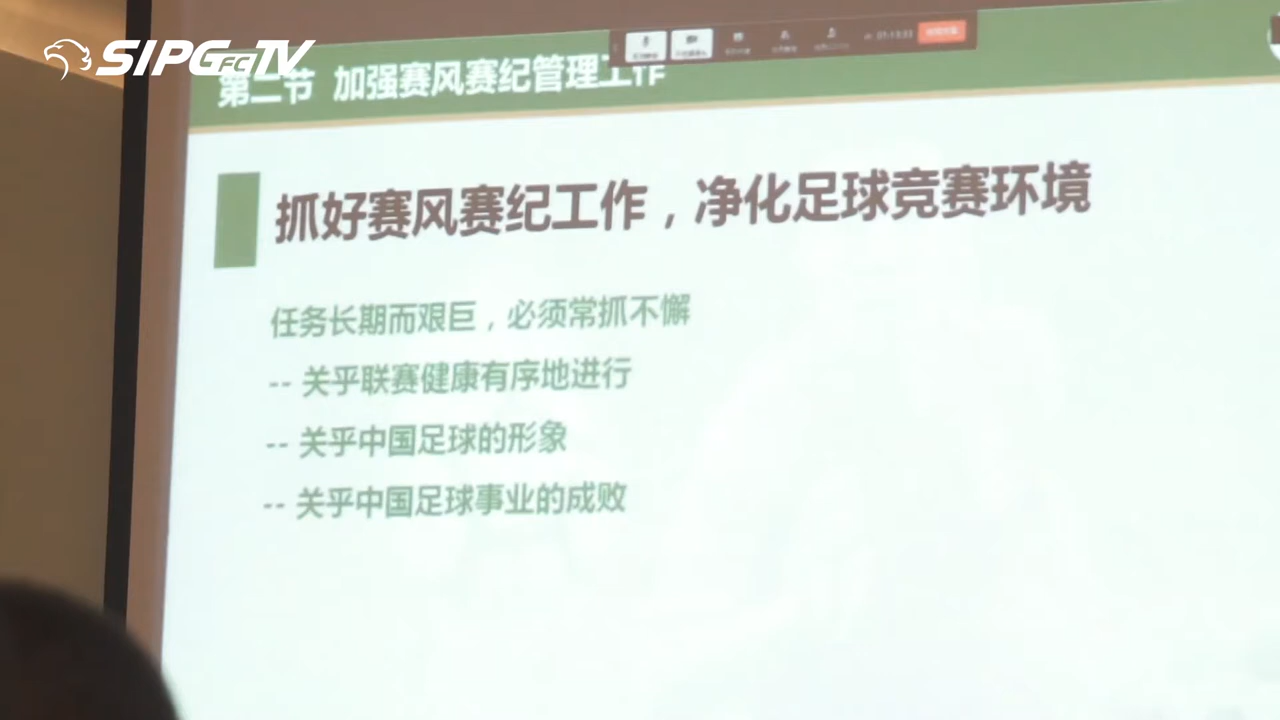 SIPG FC TV
第二节 加强赛风赛纪管理工作
抓好赛风赛纪工作，净化足球竞赛环境
任务长期而艰巨，必须常抓不懈
-- 关乎联赛健康有序地进行
-- 关乎中国足球的形象
-- 关乎中国足球事业的成败